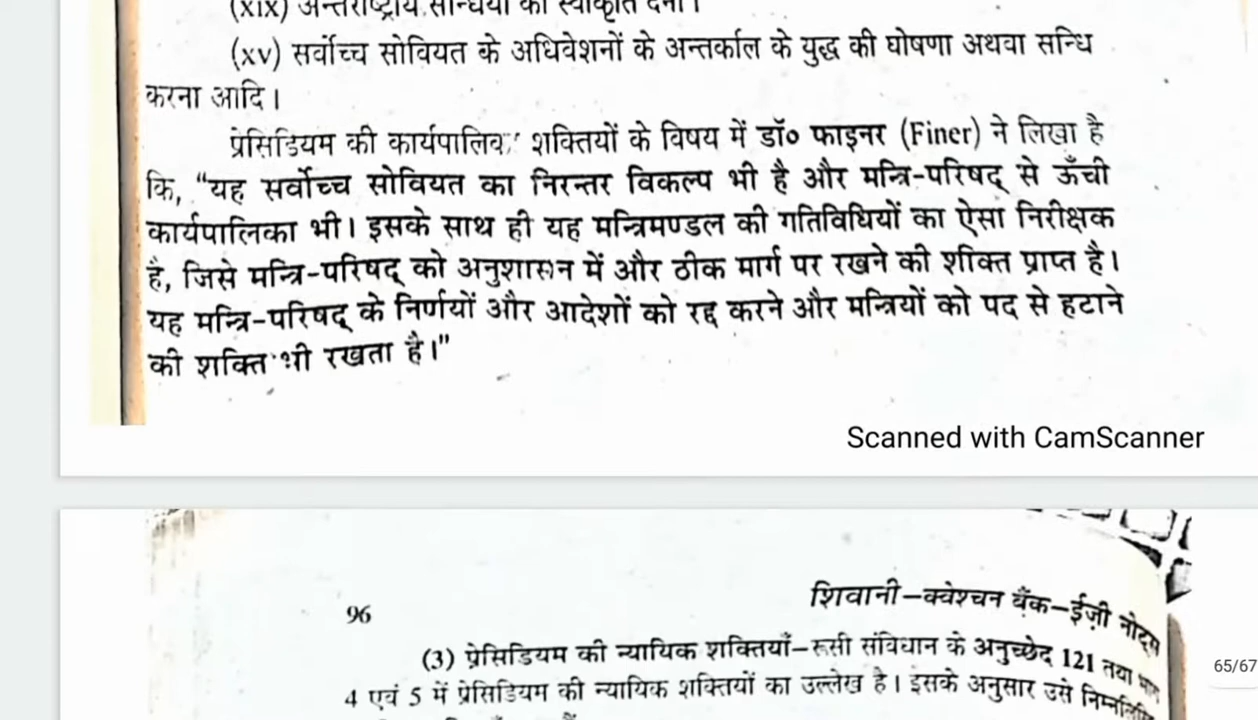 (xix) अन्तर्राष्ट्रीय सन्धियों को स्वीकृति देना।
(xv) सर्वोच्च सोवियत के अधिवेशनों के अन्तर्काल के युद्ध की घोषणा अथवा सन्धि
करना आदि।
प्रेसिडियम की कार्यपालिका शक्तियों के विषय में डॉ० फाइनर (Finer) ने लिखा है
कि, “यह सर्वोच्च सोवियत का निरन्तर विकल्प भी है और मन्त्रि-परिषद् से ऊँची
कार्यपालिका भी। इसके साथ ही यह मन्त्रिमण्डल की गतिविधियों का ऐसा निरीक्षक
है, जिसे मन्त्रि-परिषद् को अनुशासन में और ठीक मार्ग पर रखने की शक्ति प्राप्त है।
यह मन्त्रि-परिषद् के निर्णयों और आदेशों को रद्द करने और मन्त्रियों को पद से हटाने
की शक्ति भी रखता है।”
Scanned with CamScanner
96
शिवानी–क्वेश्चन बैंक–ईज़ी नोट्स
(3) प्रेसिडियम की न्यायिक शक्तियाँ–रूसी संविधान के अनुच्छेद 121 तथा भाग
65/67
4 एवं 5 में प्रेसिडियम की न्यायिक शक्तियों का उल्लेख है। इसके अनुसार उसे